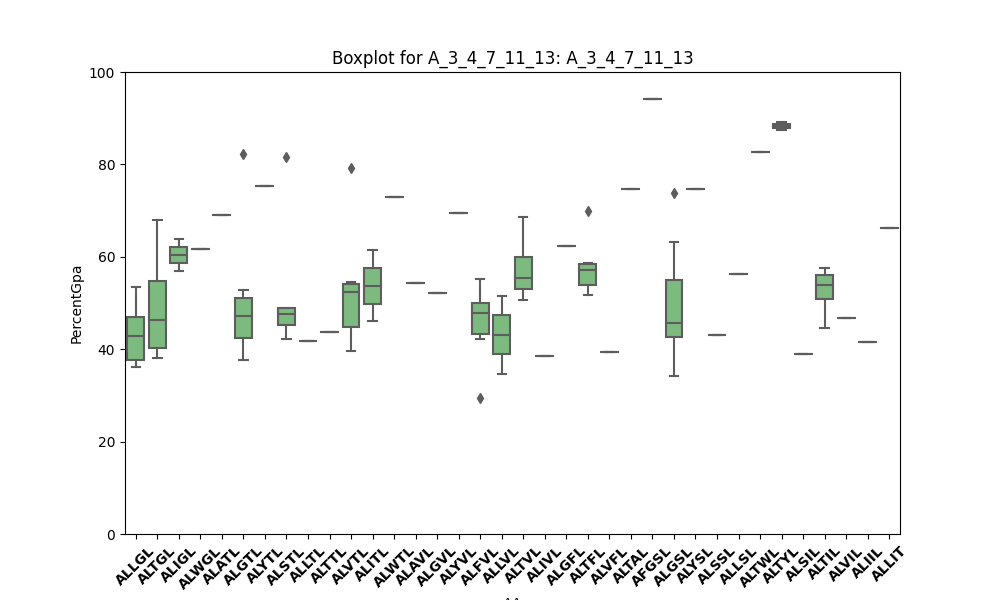 Boxplot for A_3_4_7_11_13: A_3_4_7_11_13
PercentGpa
100
80
60
40
20
0
ALLGL
ALTGL
ALIGL
ALWGL
ALATL
ALGTL
ALYTL
ALSTL
ALLTL
ALTTL
ALVTL
ALITL
ALWTL
ALAVL
ALGVL
ALYVL
ALFVL
ALLVL
ALTVL
ALIVL
ALGFL
ALTFL
ALVFL
ALTAL
AFGSL
ALGSL
ALYSL
ALSSL
ALLSL
ALTWL
ALTYL
ALSIL
ALTIL
ALVIL
ALIIL
ALLIT